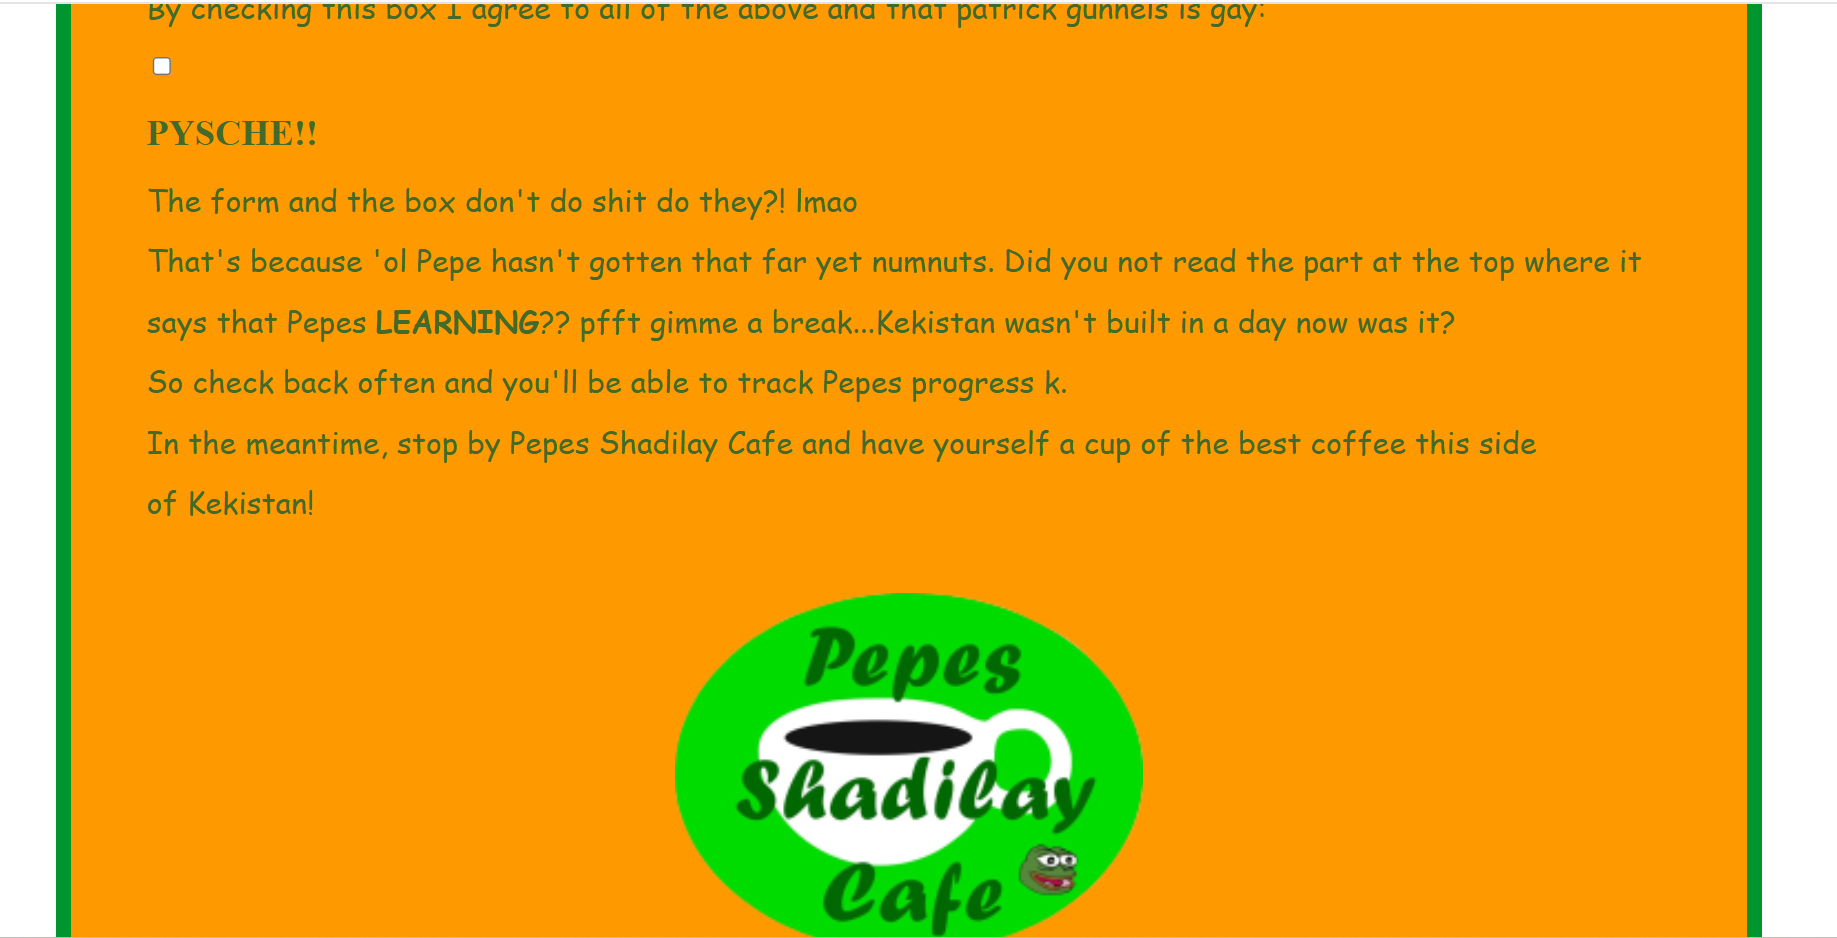 By checking this box I agree to all of the above and that patrick gunnels is gay:
PYSCHE!!
The form and the box don't do shit do they?! lmao
That's because 'ol Pepe hasn't gotten that far yet numnuts. Did you not read the part at the top where it
says that Pepes LEARNING?? pfft gimme a break...Kekistan wasn't built in a day now was it?
So check back often and you'll be able to track Pepes progress k.
In the meantime, stop by Pepes Shadilay Cafe and have yourself a cup of the best coffee this side
of Kekistan!
Pepes
Shadilay
Cafe